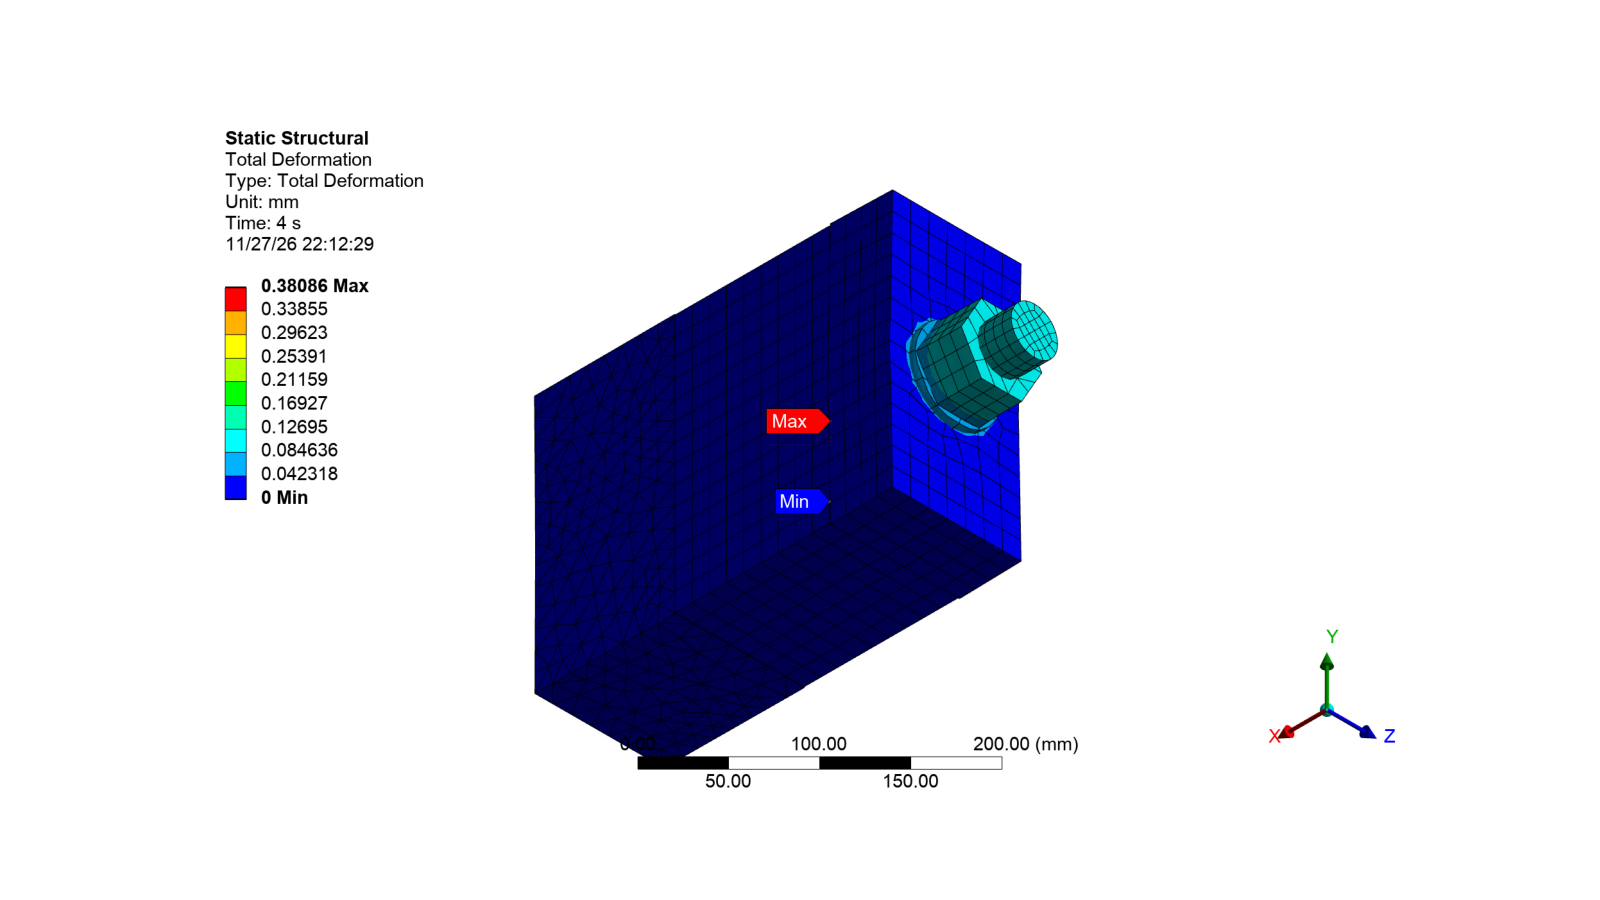 Static Structural
Total Deformation
Type: Total Deformation
Unit: mm
Time: 4 s
11/27/26 22:12:29
0.38086 Max
0.33855
0.29623
0.25391
0.21159
0.16927
0.12695
0.084636
0.042318
0 Min
Max
Min
0.00 100.00 200.00 (mm)
50.00 150.00
Y
X Z